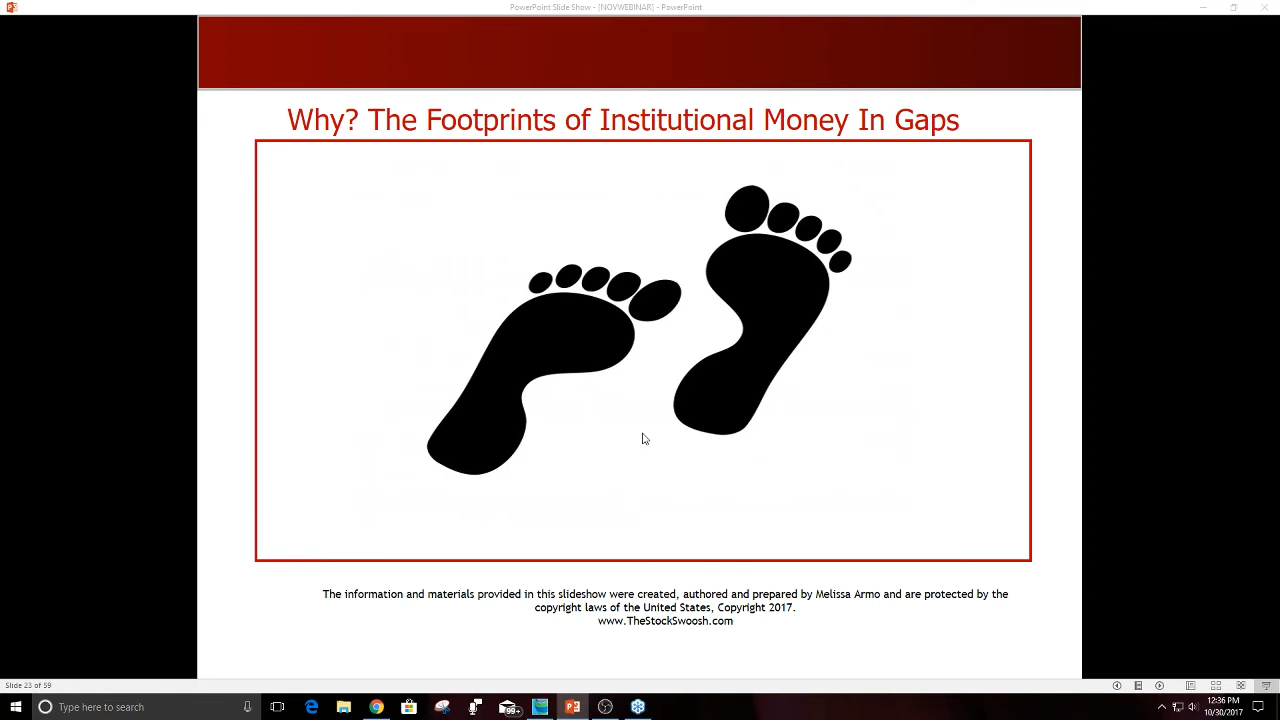 PowerPoint Slide Show - [NOVWEBINAR] - PowerPoint
Why? The Footprints of Institutional Money In Gaps
The information and materials provided in this slideshow were created, authored and prepared by Melissa Armo and are protected by the
copyright laws of the United States, Copyright 2017.
www.TheStockSwoosh.com
Slide 23 of 59
Type here to search
99+
12:36 PM
10/30/2017